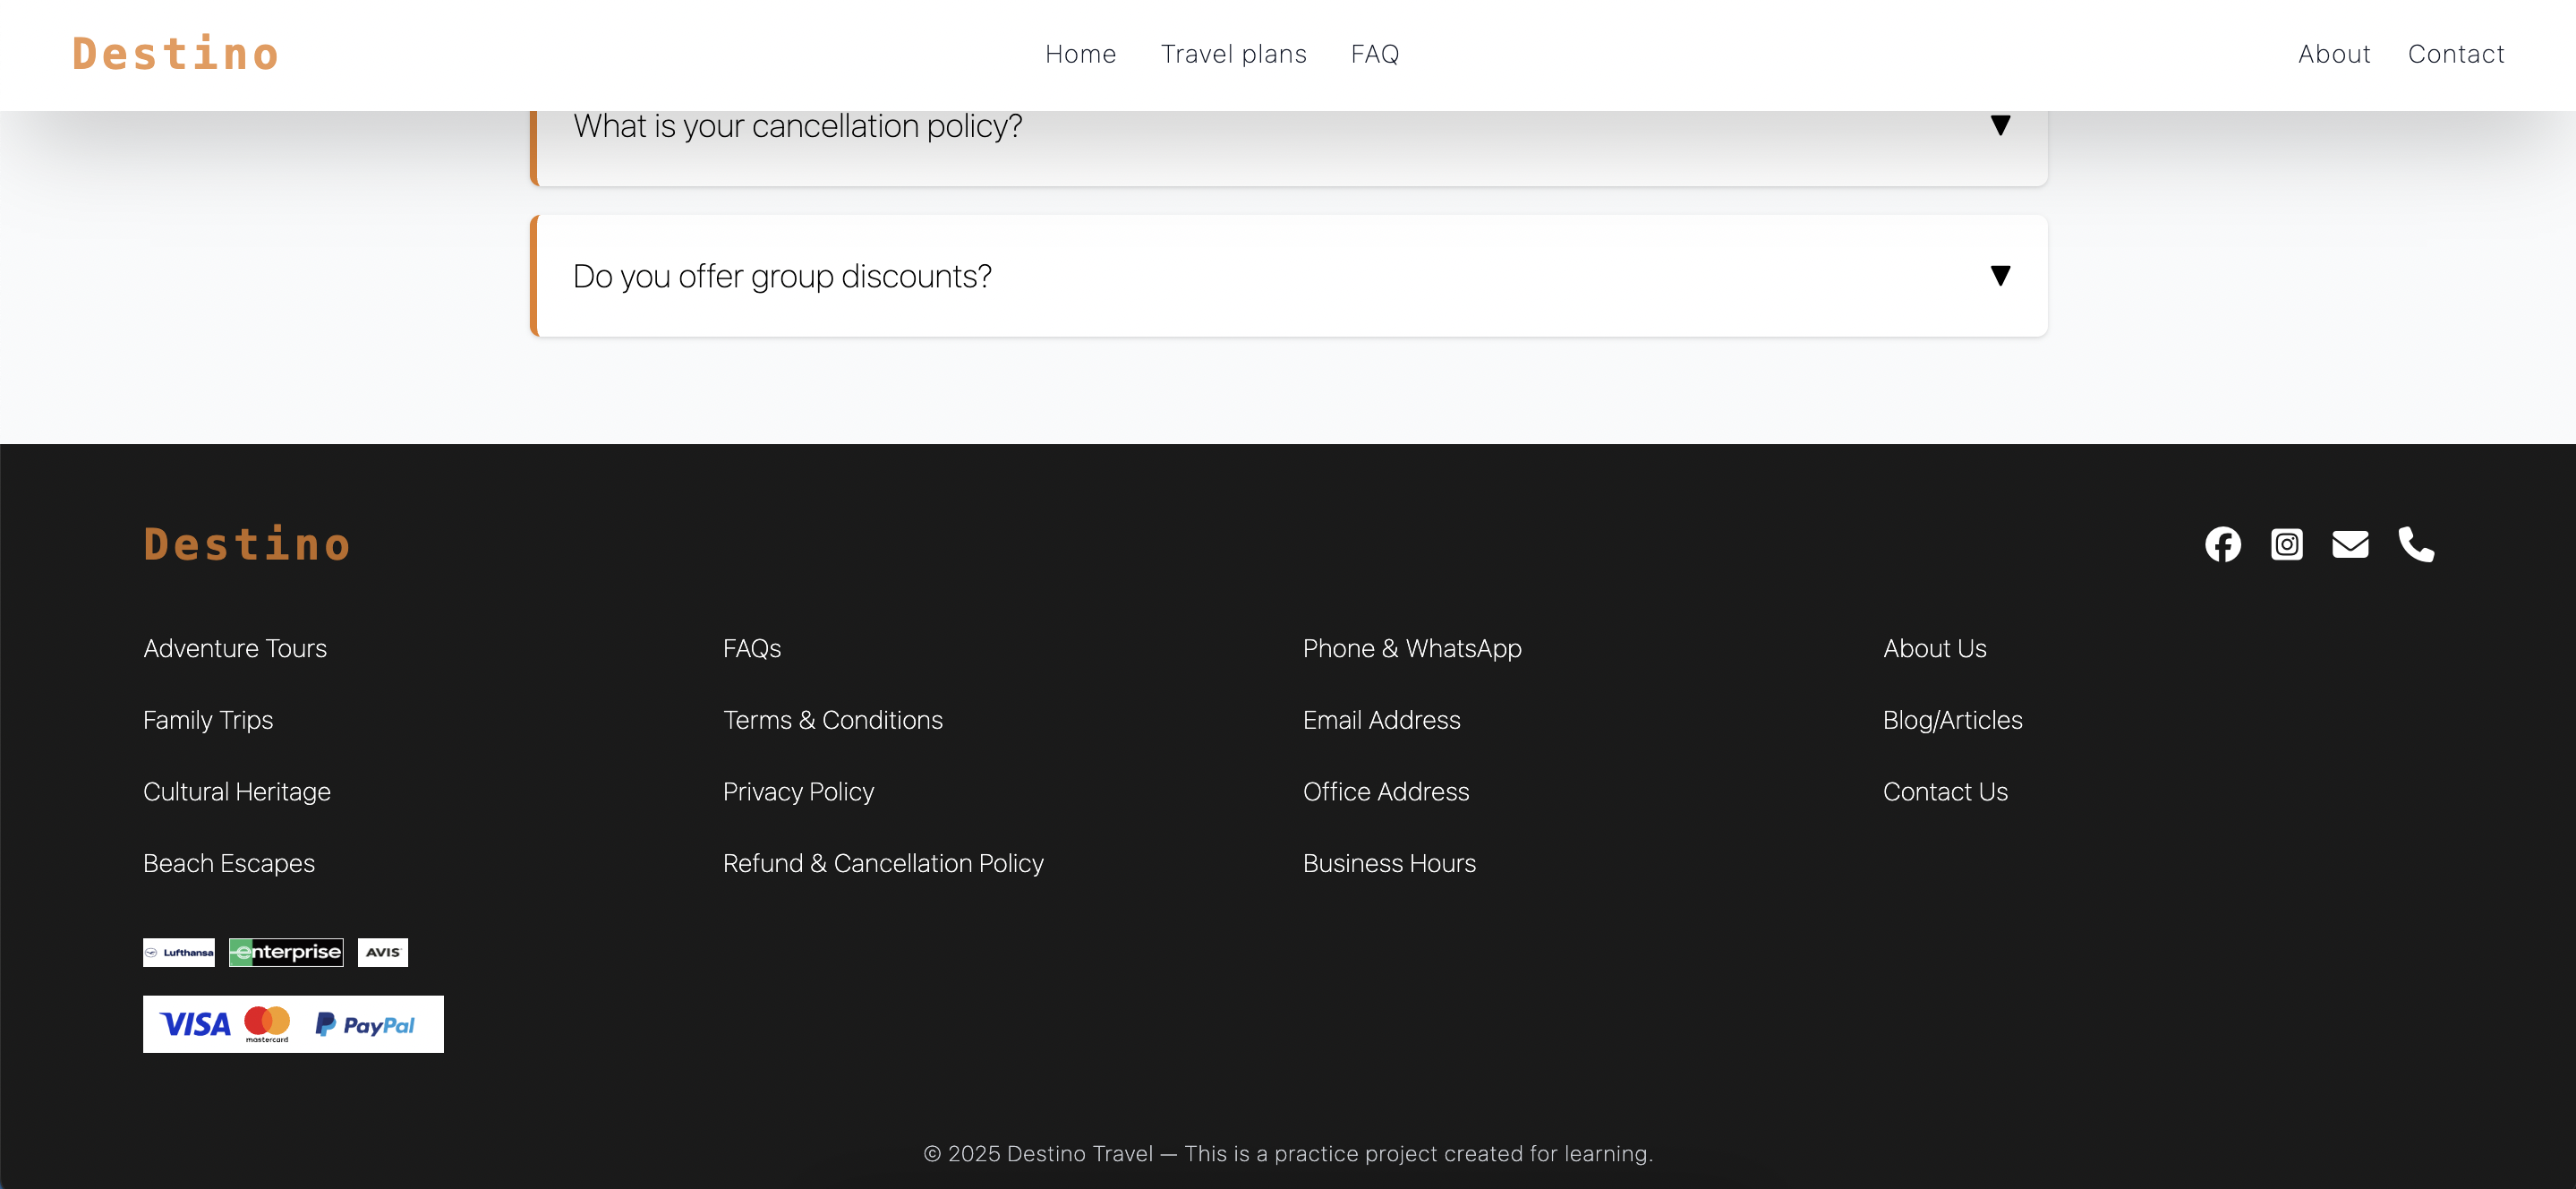 Destino
Home Travel plans FAQ
About Contact
What is your cancellation policy?
Do you offer group discounts?
Destino
Adventure Tours
Family Trips
Cultural Heritage
Beach Escapes
FAQs
Terms & Conditions
Privacy Policy
Refund & Cancellation Policy
Phone & WhatsApp
Email Address
Office Address
Business Hours
About Us
Blog/Articles
Contact Us
Lufthansa
enterprise
AVIS
VISA
mastercard
PayPal
© 2025 Destino Travel — This is a practice project created for learning.